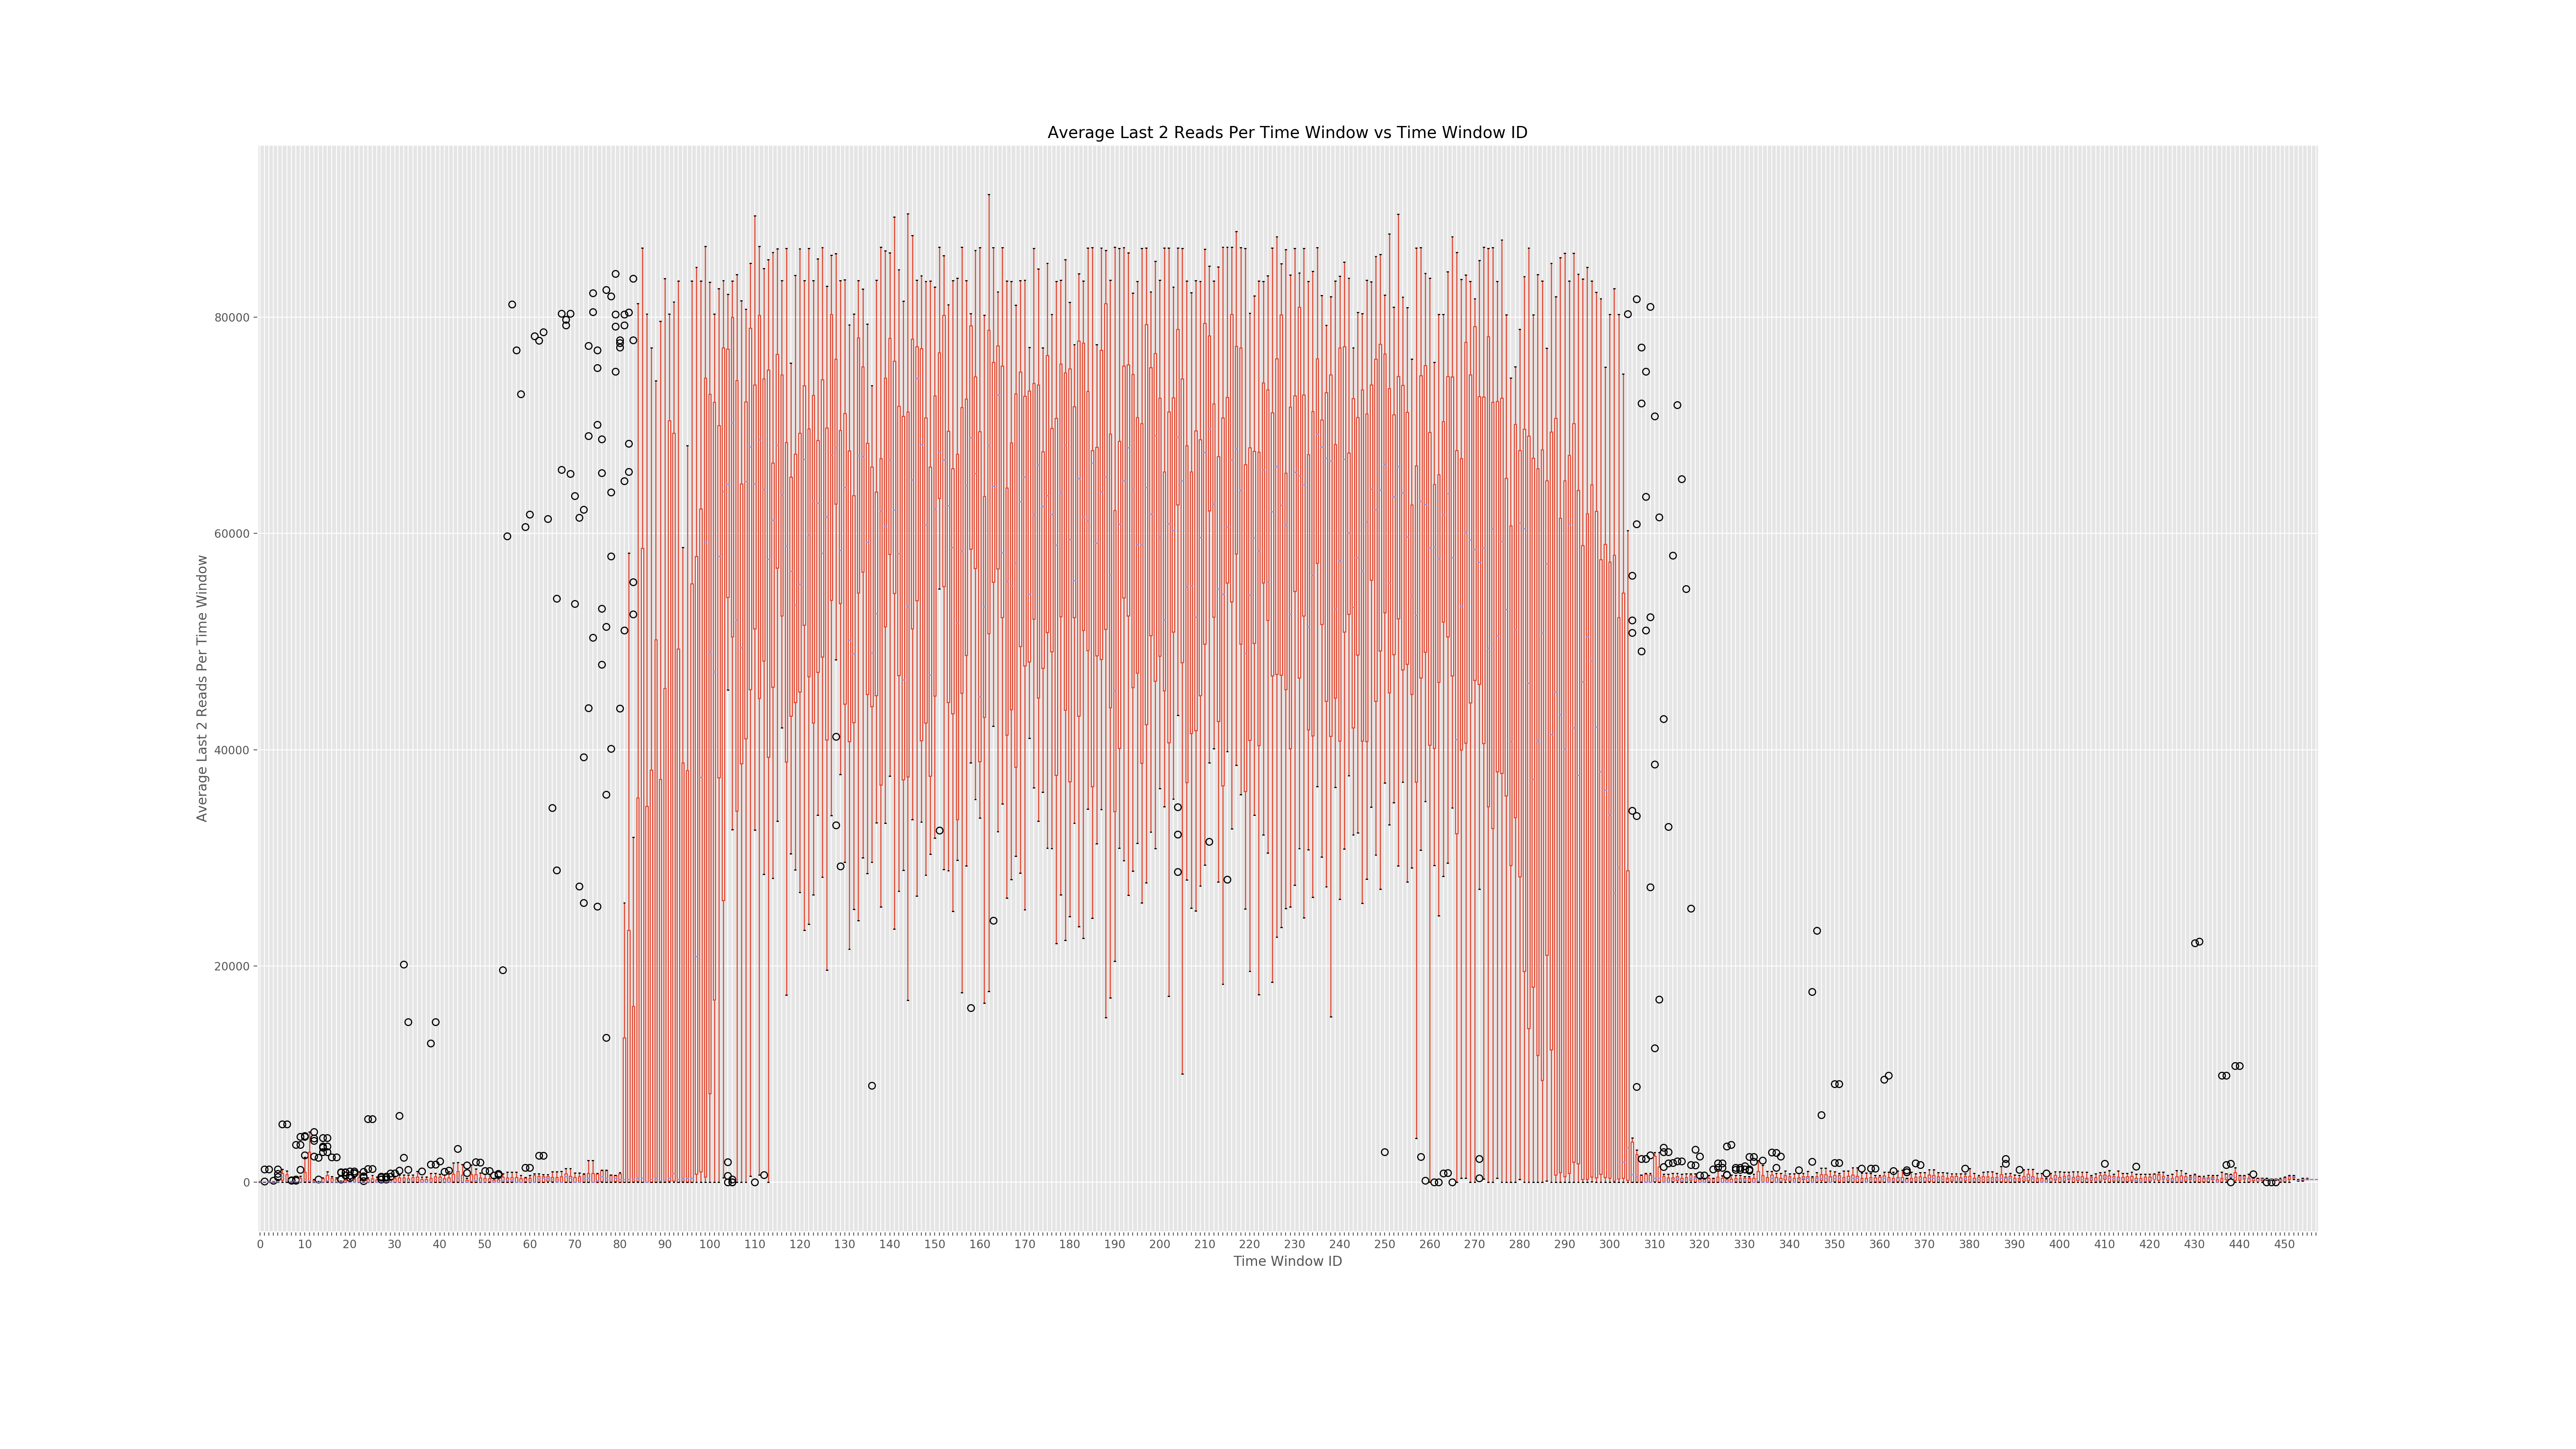 Average Last 2 Reads Per Time Window vs Time Window ID
Average Last 2 Reads Per Time Window
80000
60000
40000
20000
0
0 10 20 30 40 50 60 70 80 90 100 110 120 130 140 150 160 170 180 190 200 210 220 230 240 250 260 270 280 290 300 310 320 330 340 350 360 370 380 390 400 410 420 430 440 450
Time Window ID